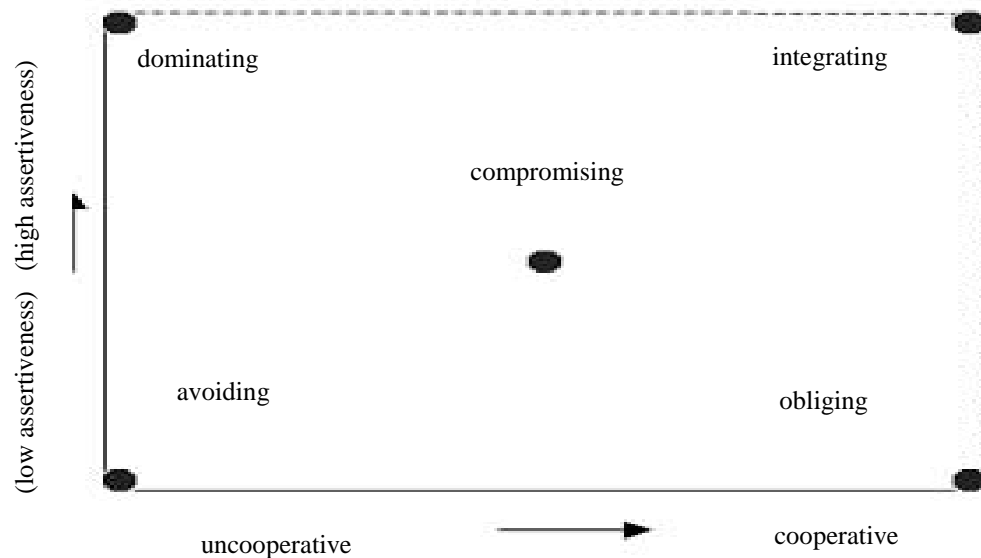 dominating
integrating
compromising
(high assertiveness)
(low assertiveness)
avoiding
obliging
uncooperative
cooperative